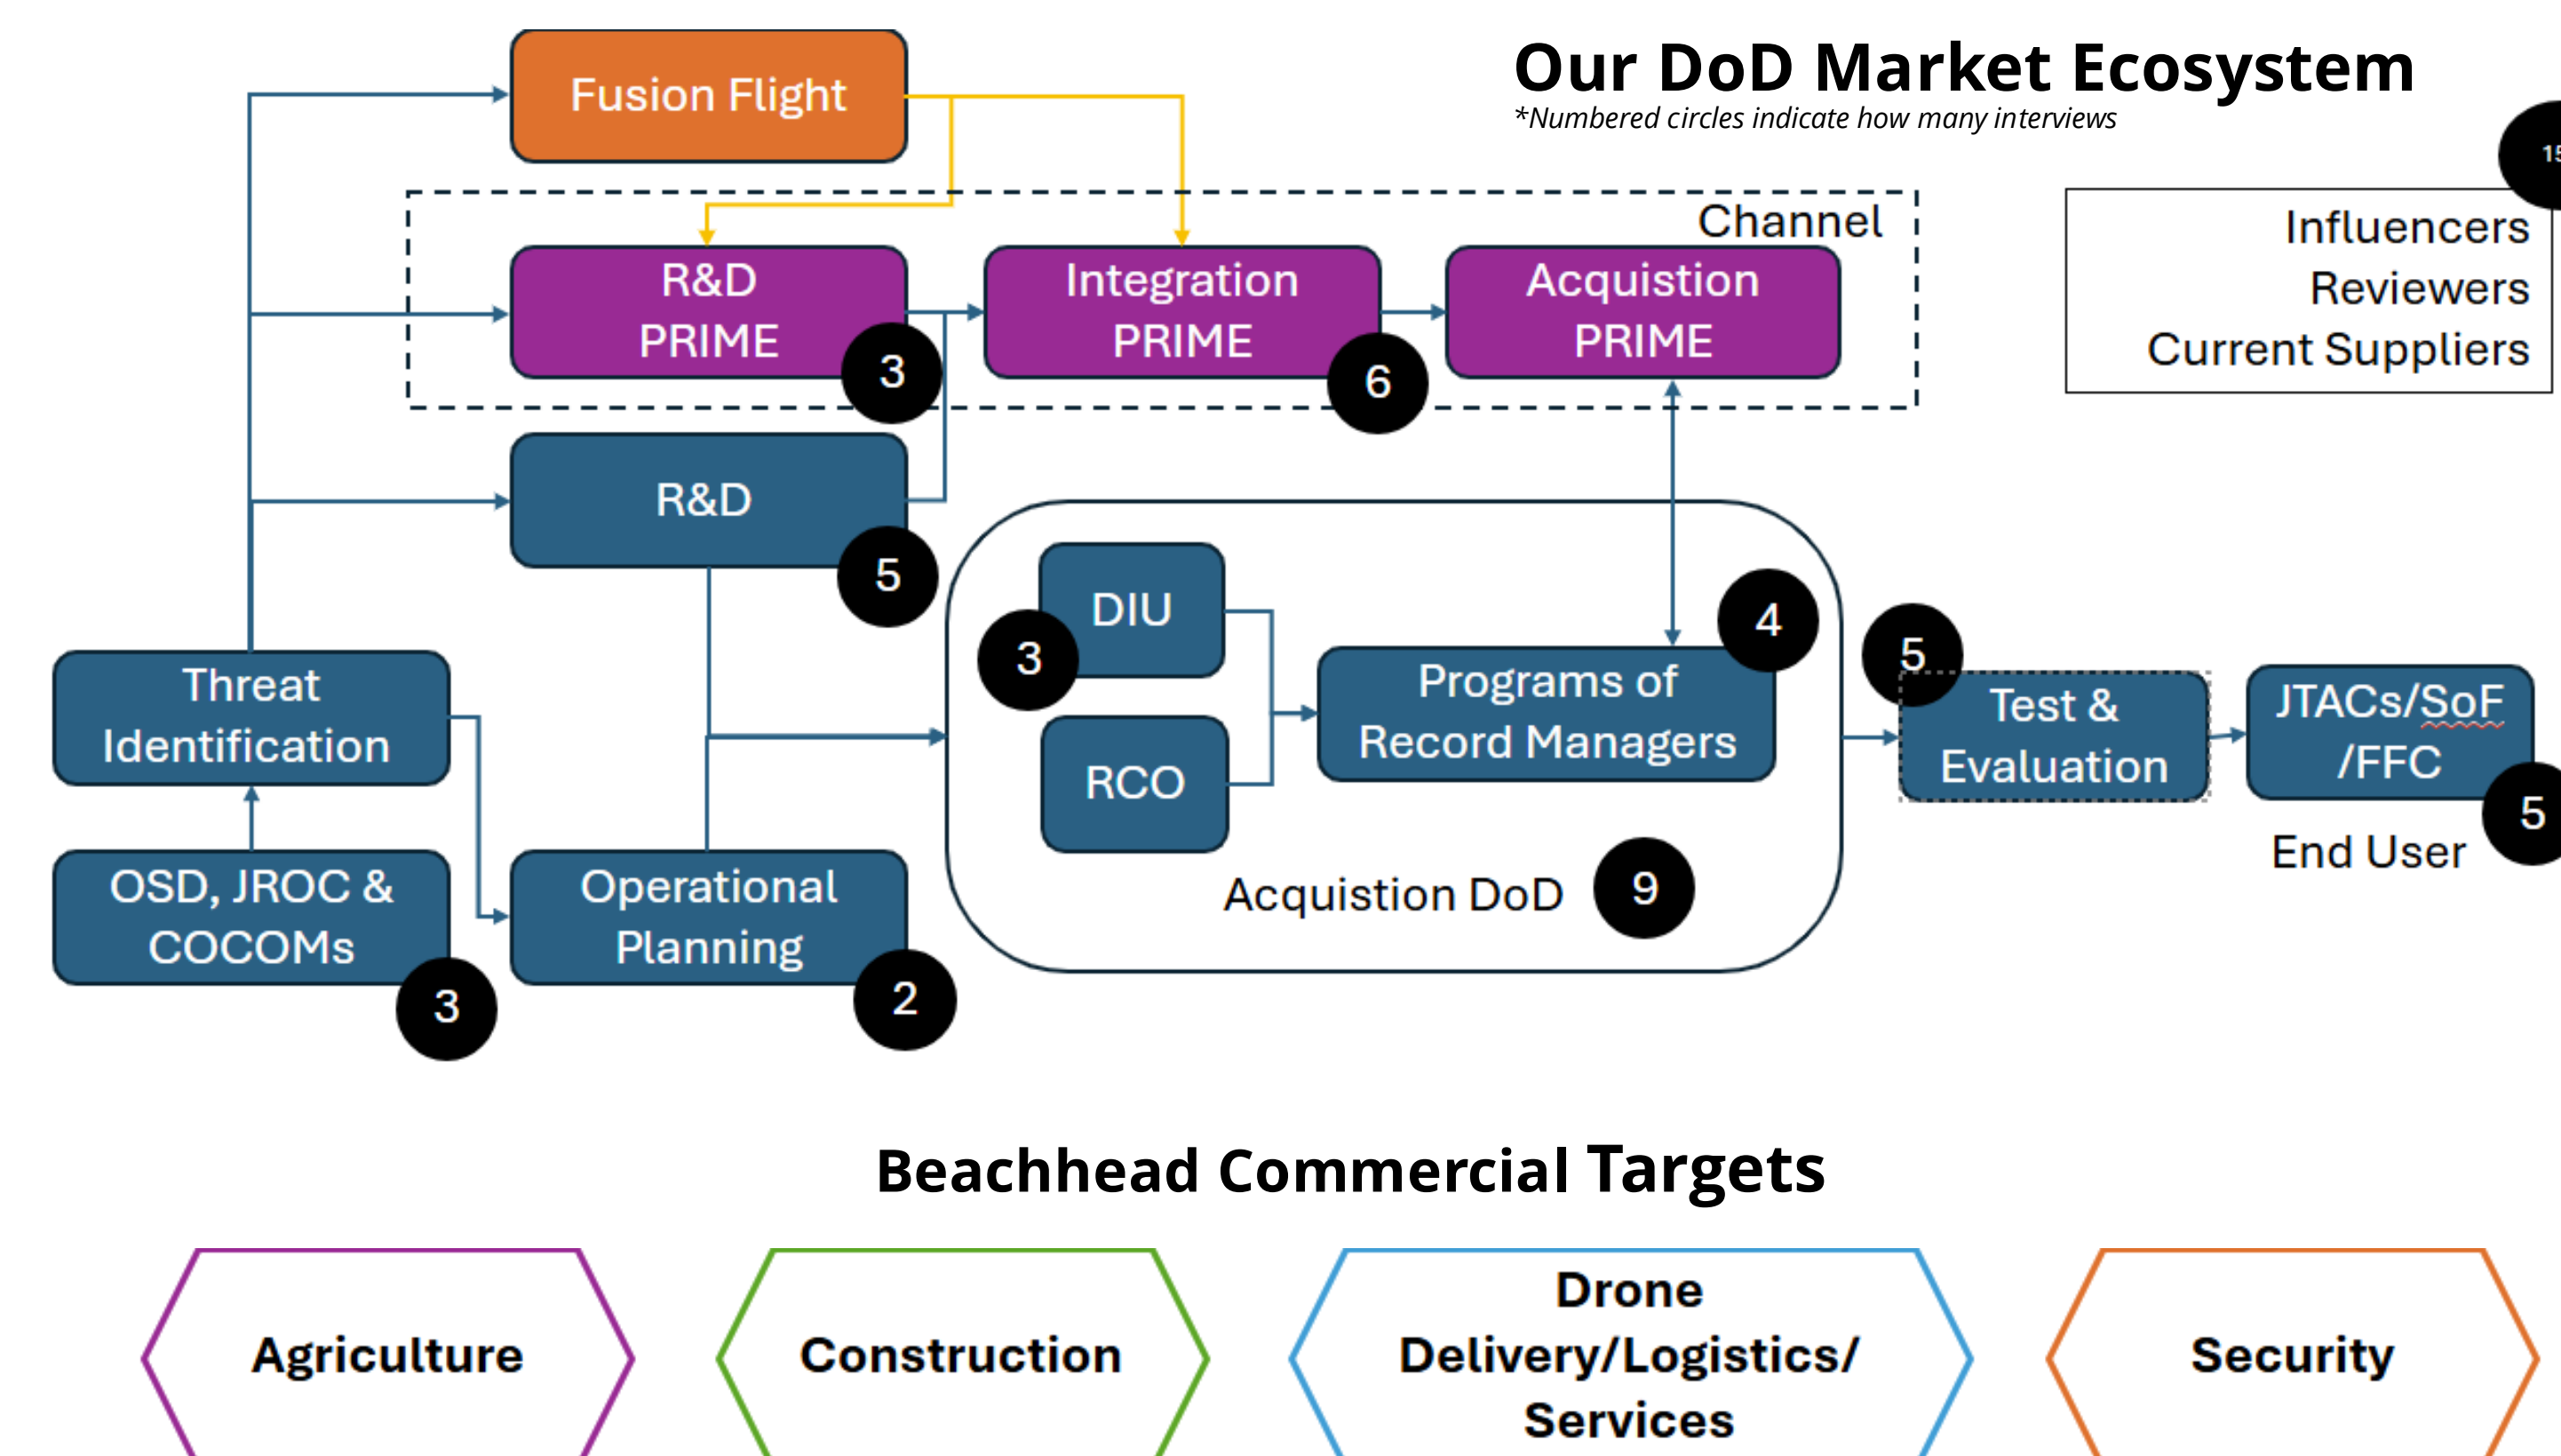 Our DoD Market Ecosystem
*Numbered circles indicate how many interviews
Fusion Flight
15
Influencers
Reviewers
Current Suppliers
Channel
R&D
PRIME
3
Integration
PRIME
6
Acquistion
PRIME
R&D
5
DIU
3
RCO
4
Programs of
Record Managers
Acquistion DoD
9
5
Test &
Evaluation
JTACs/SoF
/FFC
5
End User
Threat
Identification
OSD, JROC &
COCOMs
3
Operational
Planning
2
Beachhead Commercial Targets
Agriculture
Construction
Drone
Delivery/Logistics/
Services
Security